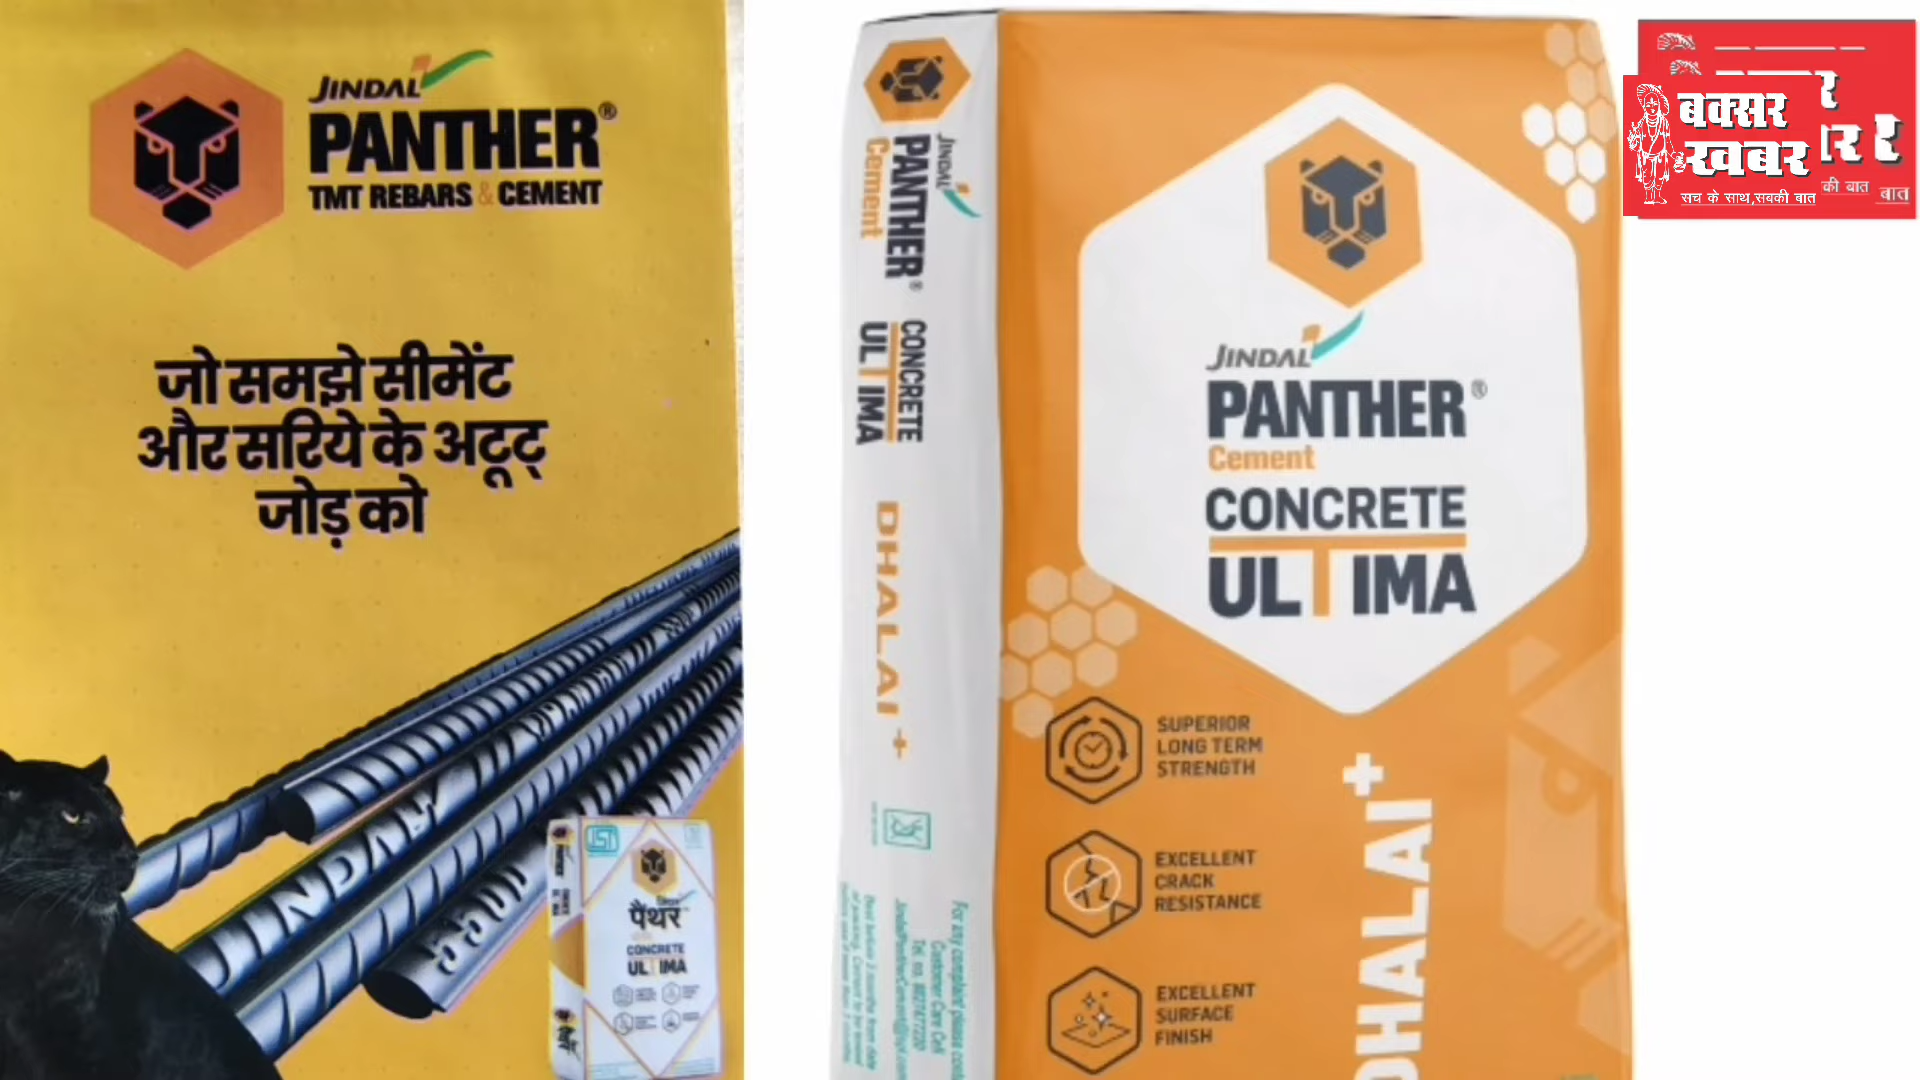 JINDAL
PANTHER®
TMT REBARS & CEMENT
जो समझे सीमेंट
और सरिये के अटूट
जोड़ को
JINDAL
पैंथर
CONCRETE
ULTIMA
JINDAL
PANTHER®
Cement
CONCRETE
ULTIMA
DHALAI+
JINDAL
PANTHER®
Cement
CONCRETE
ULTIMA
SUPERIOR
LONG TERM
STRENGTH
EXCELLENT
CRACK
RESISTANCE
EXCELLENT
SURFACE
FINISH
DHALAI+
बक्सर
खबर
सच के साथ,सबकी बात
की बात
बात